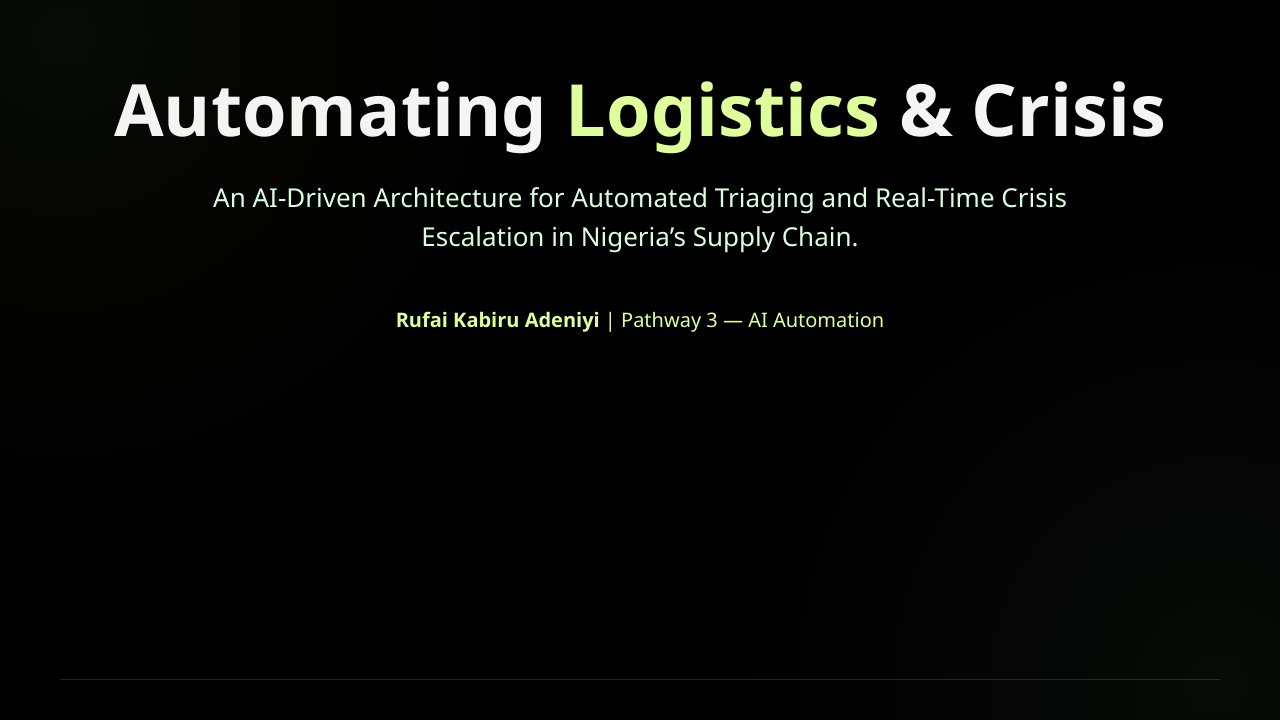 Automating Logistics & Crisis
An AI-Driven Architecture for Automated Triaging and Real-Time Crisis
Escalation in Nigeria’s Supply Chain.
Rufai Kabiru Adeniyi | Pathway 3 — AI Automation